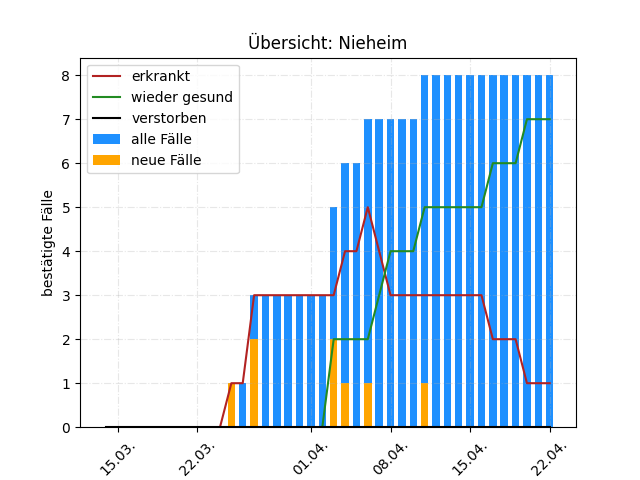 Übersicht: Nieheim
erkrankt
wieder gesund
verstorben
alle Fälle
neue Fälle
bestätigte Fälle
8
7
6
5
4
3
2
1
0
15.03.
22.03.
01.04.
08.04.
15.04.
22.04.